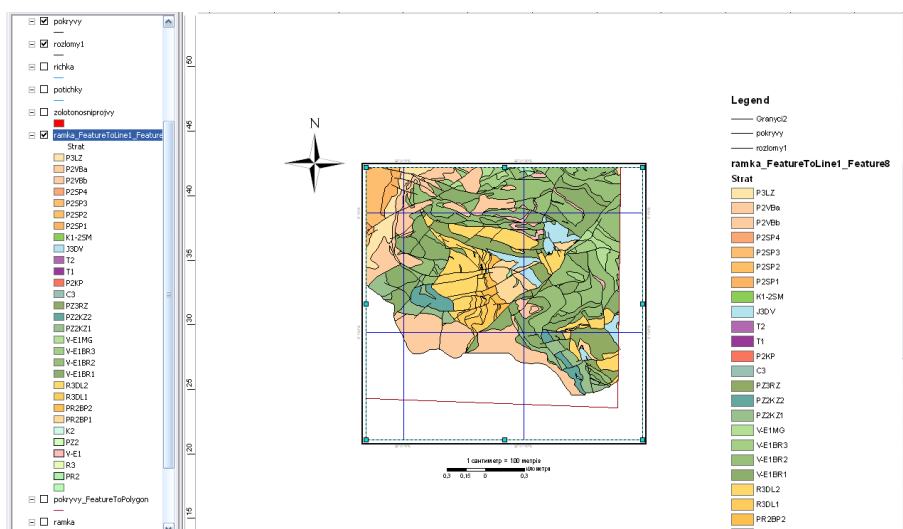 pokryvy
rozlomy1
richka
potichky
zolotonosniprojvy
ramka_FeatureToLine1_Feature
Strat
P3LZ
P2VBa
P2VBb
P2SP4
P2SP3
P2SP2
P2SP1
K1-2SM
J3DV
T2
T1
P2KP
C3
PZ3RZ
PZ2KZ2
PZ2KZ1
V-E1MG
V-E1BR3
V-E1BR2
V-E1BR1
R3DL2
R3DL1
PR2BP2
PR2BP1
K2
PZ2
V-E1
R3
PR2
pokryvy_FeatureToPolygon
ramka
60
55
50
45
40
35
30
25
20
15
N
1 сантиметр = 100 метрів
0,3 0,15 0 0,3
Кілометри
Legend
Granyci2
pokryvy
rozlomy1
ramka_FeatureToLine1_Feature8
Strat
P3LZ
P2VBa
P2VBb
P2SP4
P2SP3
P2SP2
P2SP1
K1-2SM
J3DV
T2
T1
P2KP
C3
PZ3RZ
PZ2KZ2
PZ2KZ1
V-E1MG
V-E1BR3
V-E1BR2
V-E1BR1
R3DL2
R3DL1
PR2BP2